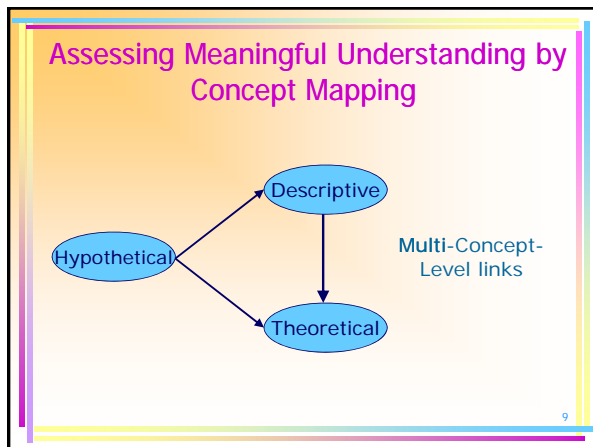 Assessing Meaningful Understanding by
Concept Mapping
Descriptive
Hypothetical
Multi-Concept-
Level links
Theoretical
9